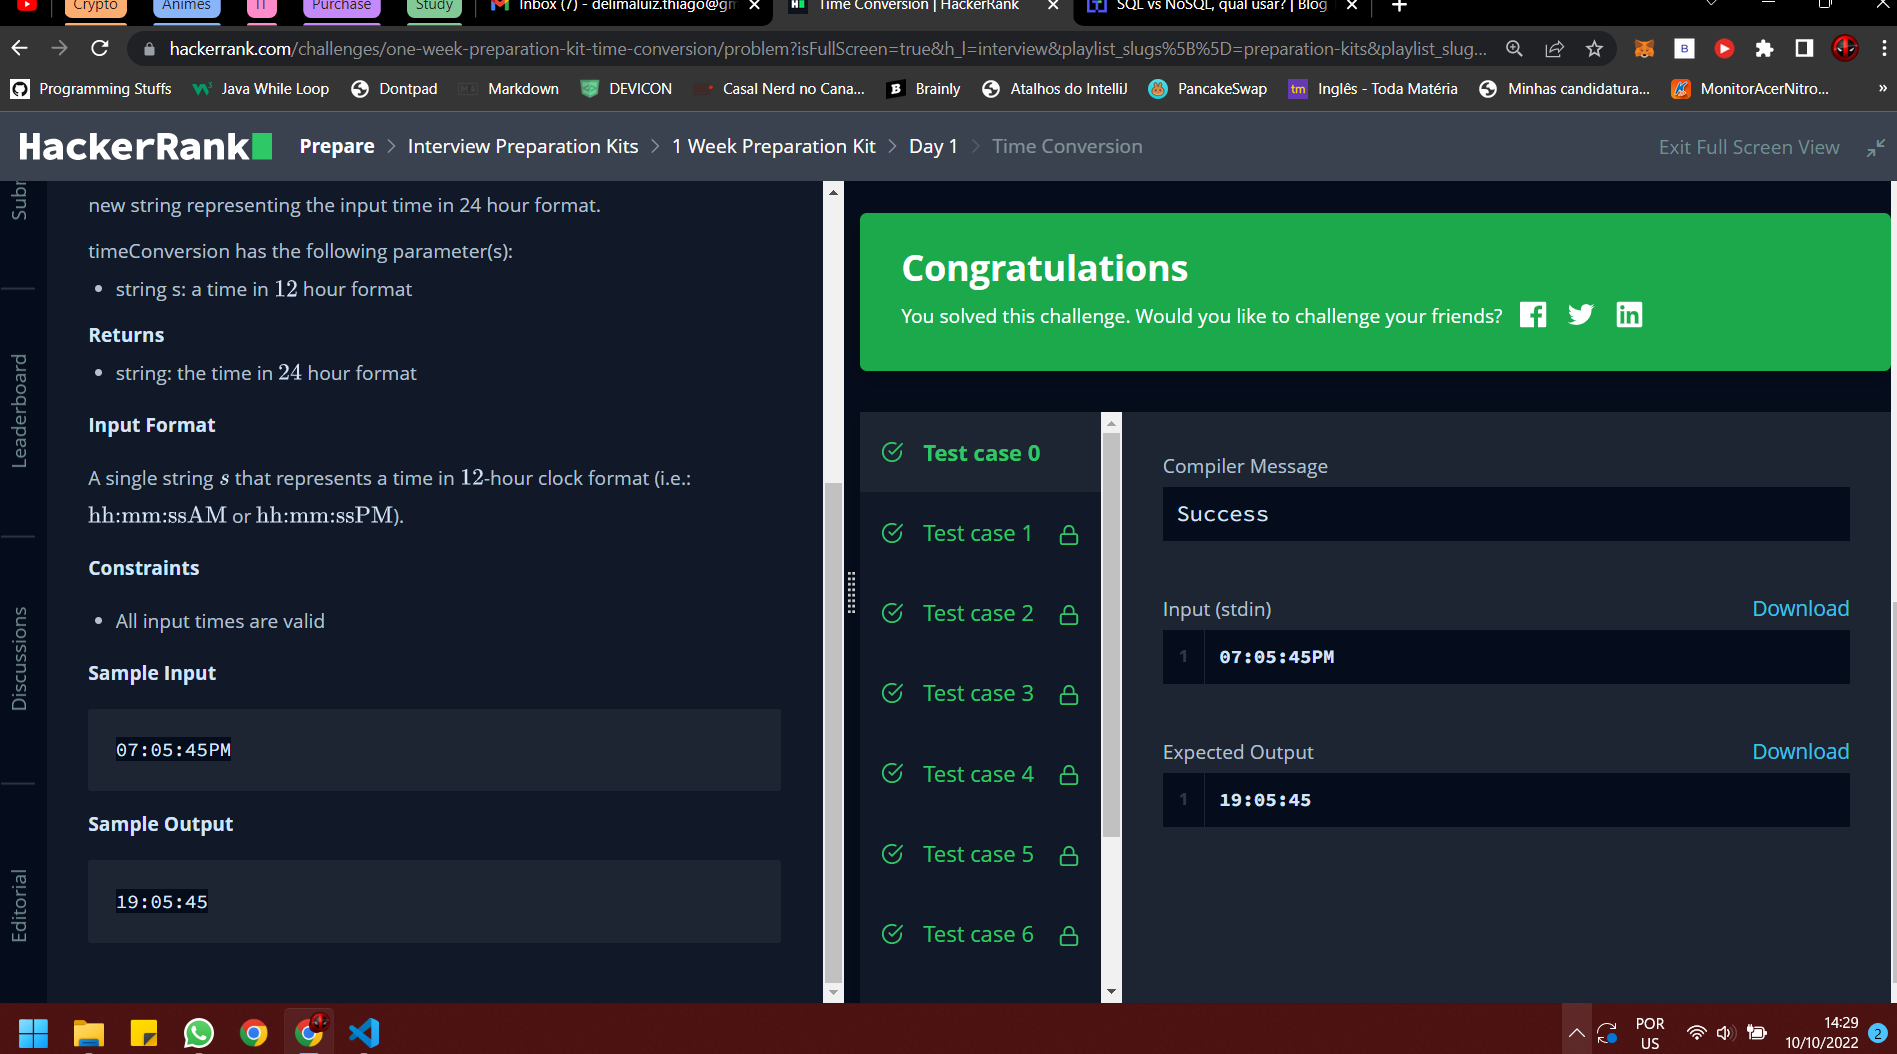 Crypto
Animes
IT
Purchase
Study
Inbox (7) - delimaluiz.thiago@gm
Time Conversion | HackerRank
SQL vs NoSQL, qual usar? | Blog
hackerrank.com/challenges/one-week-preparation-kit-time-conversion/problem?isFullScreen=true&h_l=interview&playlist_slugs%5B%5D=preparation-kits&playlist_slug...
Programming Stuffs
Java While Loop
Dontpad
Markdown
DEVICON
Casal Nerd no Cana...
Brainly
Atalhos do IntelliJ
PancakeSwap
tm
Inglês - Toda Matéria
Minhas candidatura...
MonitorAcerNitro...
»
HackerRank
Prepare > Interview Preparation Kits > 1 Week Preparation Kit > Day 1 > Time Conversion
Exit Full Screen View
Subr
Leaderboard
Discussions
Editorial
new string representing the input time in 24 hour format.
timeConversion has the following parameter(s):
• string s: a time in 12 hour format
Returns
• string: the time in 24 hour format
Input Format
A single string s that represents a time in 12-hour clock format (i.e.:
hh:mm:ssAM or hh:mm:ssPM).
Constraints
• All input times are valid
Sample Input
07:05:45PM
Sample Output
19:05:45
Congratulations
You solved this challenge. Would you like to challenge your friends?
Test case 0
Test case 1
Test case 2
Test case 3
Test case 4
Test case 5
Test case 6
Compiler Message
Success
Input (stdin)
Download
1
07:05:45PM
Expected Output
Download
1
19:05:45
POR
US
14:29
10/10/2022
2